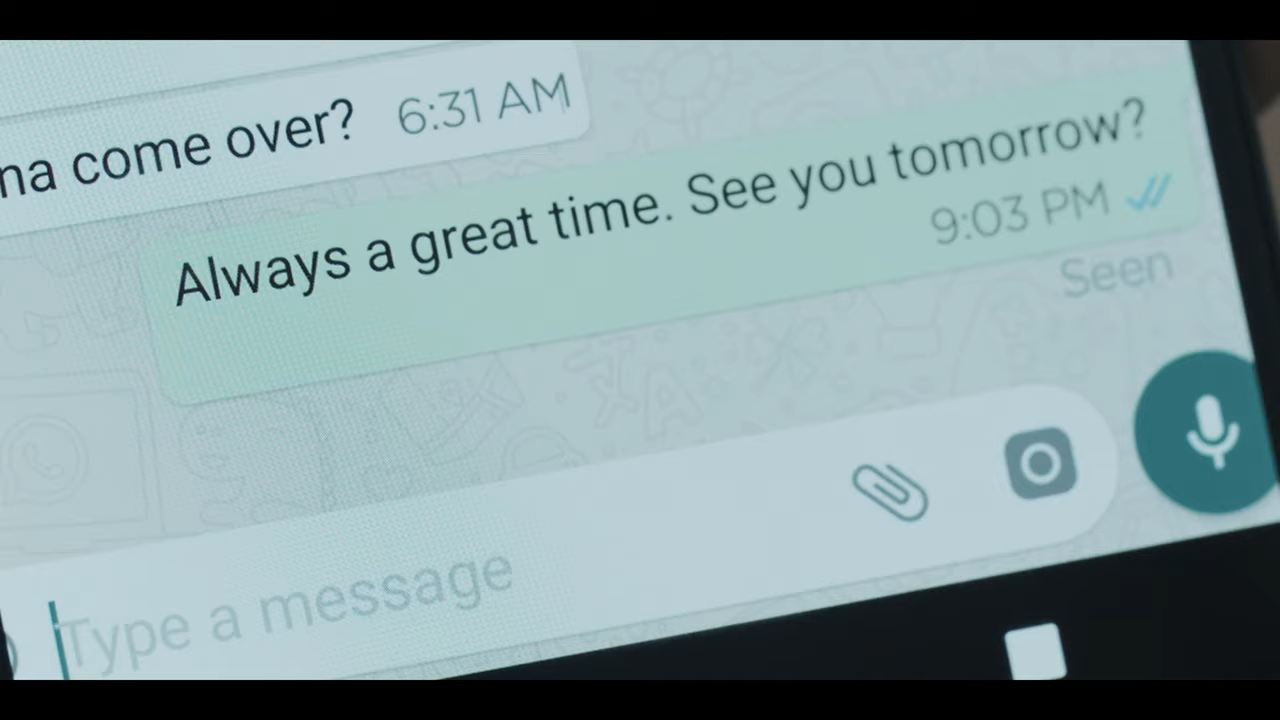 na come over? 6:31 AM
Always a great time. See you tomorrow?
9:03 PM
Seen
Type a message